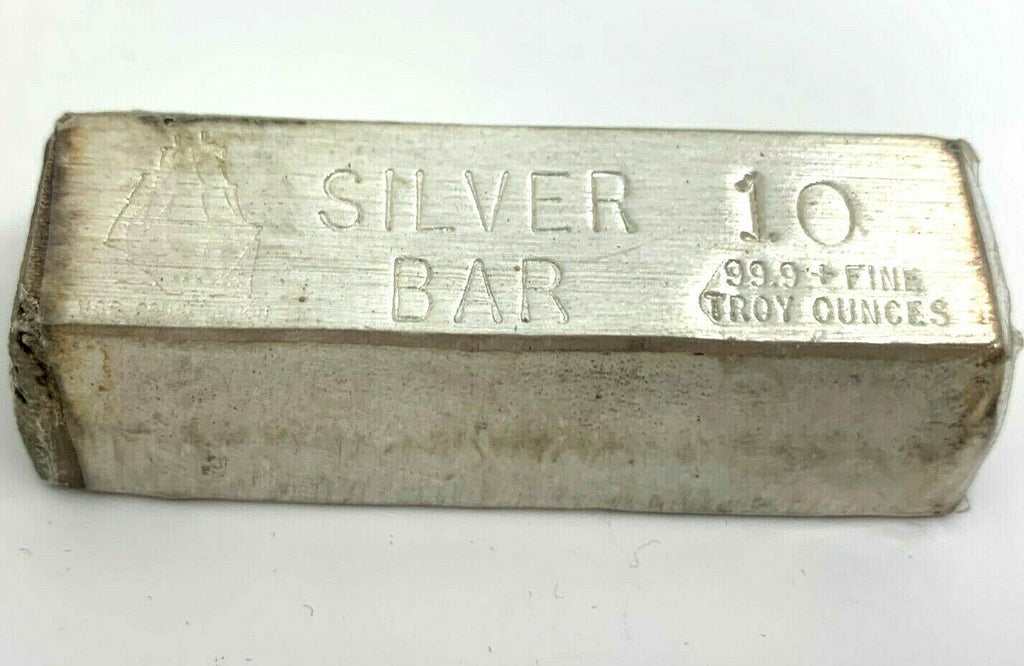 SILVER
BAR
10
99.9+ FINE
TROY OUNCES